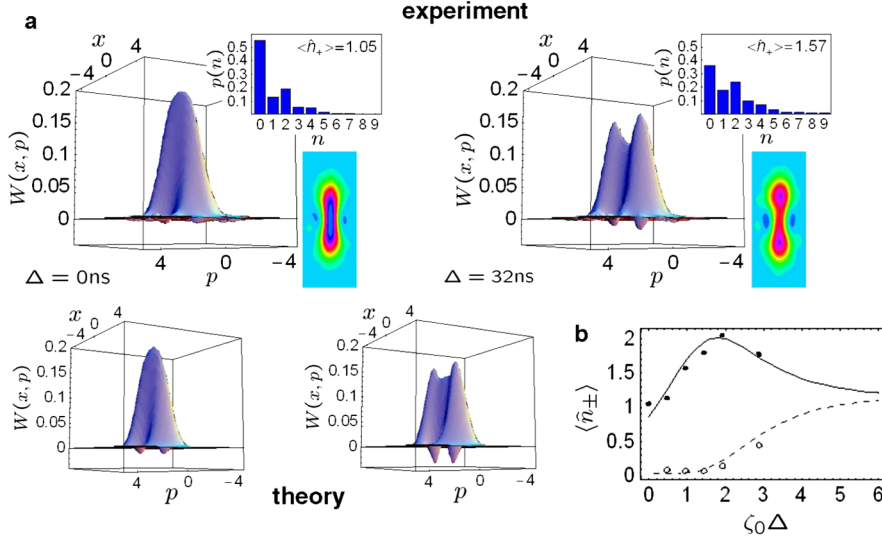 experiment
a
x
4
0
−4
0.2
0.15
0.1
0.05
0
W(x, p)
4
0
−4
p
Δ = 0ns
p(n)
0.5
0.4
0.3
0.2
0.1
<n̂₊>=1.05
0 1 2 3 4 5 6 7 8 9
n
x
4
0
−4
0.2
0.15
0.1
0.05
0
W(x, p)
4
0
−4
p
Δ = 32ns
p(n)
0.5
0.4
0.3
0.2
0.1
<n̂₊>=1.57
0 1 2 3 4 5 6 7 8 9
n
x
4
0
−4
0.2
0.15
0.1
0.05
0
W(x, p)
4
0
−4
p
x
4
0
−4
0.2
0.15
0.1
0.05
0
W(x, p)
4
0
−4
p
theory
b
2
1.5
1
0.5
0
⟨n̂±⟩
0 1 2 3 4 5 6
ζ₀Δ